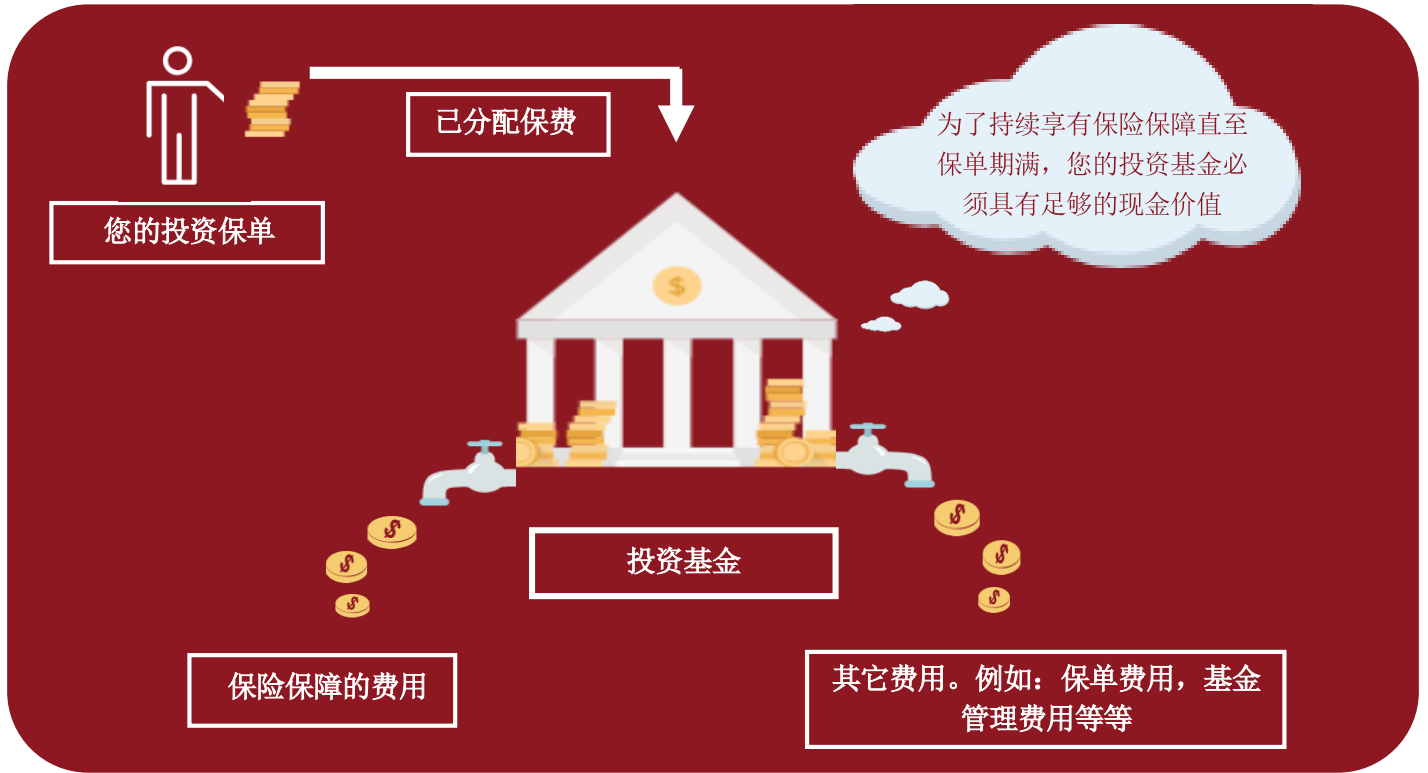 已分配保费
为了持续享有保险保障直至
保单期满，您的投资基金必
须具有足够的现金价值
您的投资保单
$
投资基金
$
$
$
$
$
$
保险保障的费用
其它费用。例如：保单费用，基金
管理费用等等